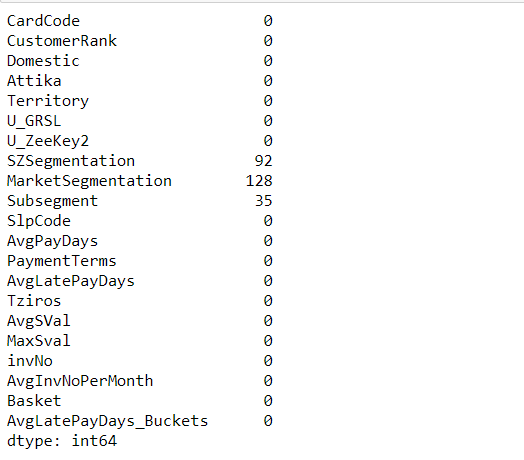 CardCode 0
CustomerRank 0
Domestic 0
Attika 0
Territory 0
U_GRSL 0
U_ZeeKey2 0
SZSegmentation 92
MarketSegmentation 128
Subsegment 35
SlpCode 0
AvgPayDays 0
PaymentTerms 0
AvgLatePayDays 0
Tziros 0
AvgSVal 0
MaxSval 0
invNo 0
AvgInvNoPerMonth 0
Basket 0
AvgLatePayDays_Buckets 0
dtype: int64